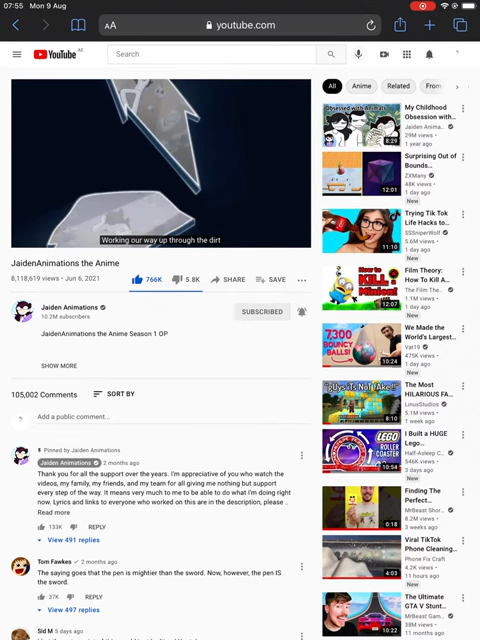 07:55 Mon 9 Aug
AA youtube.com
YouTube AE
Search
Working our way up through the dirt
JaidenAnimations the Anime
8,118,619 views • Jun 6, 2021
766K 5.8K SHARE SAVE
Jaiden Animations
10.2M subscribers
SUBSCRIBED
JaidenAnimations the Anime Season 1 OP
SHOW MORE
105,002 Comments SORT BY
Add a public comment...
Pinned by Jaiden Animations
Jaiden Animations 2 months ago
Thank you for all the support over the years. I'm appreciative of you who watch the
videos, my family, my friends, and my team for all giving me nothing but support
every step of the way. It means very much to me to be able to do what I'm doing right
now. Lyrics and links to everyone who worked on this are in the description, please ..
Read more
133K REPLY
View 491 replies
Tom Fawkes 2 months ago
The saying goes that the pen is mightier than the sword. Now, however, the pen IS
the sword.
37K REPLY
View 497 replies
Sid M 5 days ago
All Anime Related From
Obsessed with Animals
8:29
My Childhood
Obsession with...
Jaiden Anima...
29M views •
1 year ago
12:01
Surprising Out of
Bounds...
ZXMany
48K views •
1 day ago
New
11:10
Trying Tik Tok
Life Hacks to...
SSSniperWolf
5.6M views •
1 day ago
New
How to
KILL a
Minion!
12:07
Film Theory:
How To Kill A...
The Film The...
1.1M views •
1 day ago
New
7,300
BOUNCY
BALLS!
10:24
We Made the
World's Largest...
Vat19
475K views •
1 day ago
New
"gUys iTs Not fAke.!!"
8:10
The Most
HILARIOUS FA...
LinusStudios
5.1M views •
1 week ago
LEGO
ROLLER
COASTER
10:54
I Built a HUGE
Lego...
Half-Asleep C...
546K views •
3 days ago
New
0:18
Finding The
Perfect...
MrBeast Shor...
8.2M views •
3 weeks ago
4:03
Viral TikTok
Phone Cleaning...
Phone Fix Craft
4.2K views •
11 hours ago
New
10:22
The Ultimate
GTA V Stunt...
MrBeast Gam...
38M views •
11 months ago